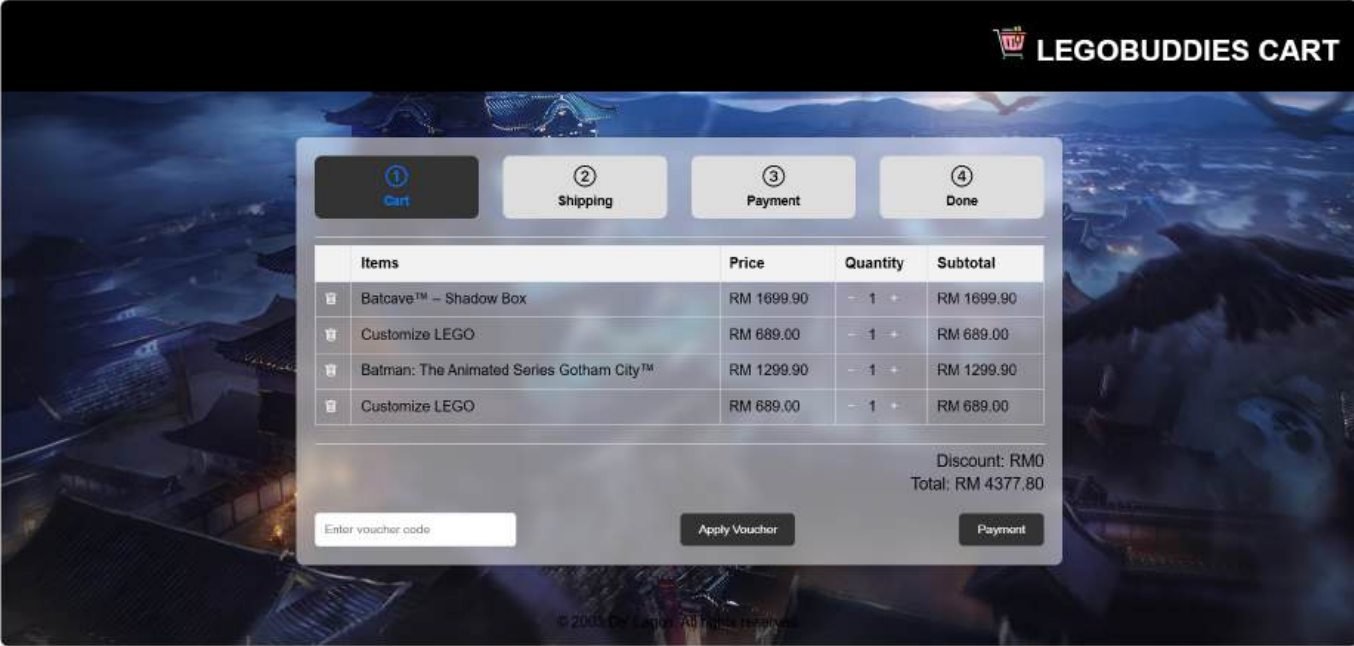 LEGOBUDDIES CART
1
Cart
2
Shipping
3
Payment
4
Done
Items Price Quantity Subtotal
Batcave™ – Shadow Box RM 1699.90 - 1 + RM 1699.90
Customize LEGO RM 689.00 - 1 + RM 689.00
Batman: The Animated Series Gotham City™ RM 1299.90 - 1 + RM 1299.90
Customize LEGO RM 689.00 - 1 + RM 689.00
Discount: RM0
Total: RM 4377.80
Enter voucher code Apply Voucher Payment
All rights reserved.